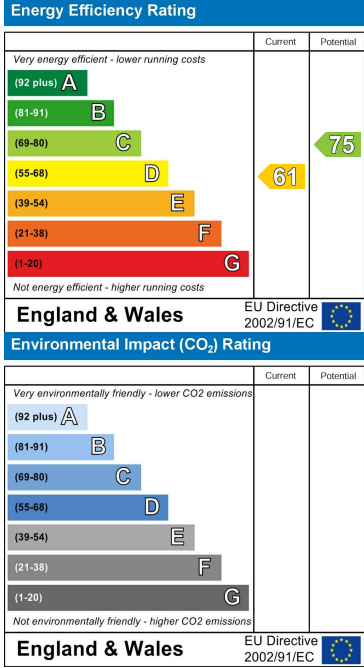 Energy Efficiency Rating
Current Potential
Very energy efficient - lower running costs
(92 plus) A
(81-91) B
(69-80) C
75
(55-68) D
61
(39-54) E
(21-38) F
(1-20) G
Not energy efficient - higher running costs
England & Wales
EU Directive
2002/91/EC
Environmental Impact (CO₂) Rating
Current Potential
Very environmentally friendly - lower CO2 emissions
(92 plus) A
(81-91) B
(69-80) C
(55-68) D
(39-54) E
(21-38) F
(1-20) G
Not environmentally friendly - higher CO2 emissions
England & Wales
EU Directive
2002/91/EC